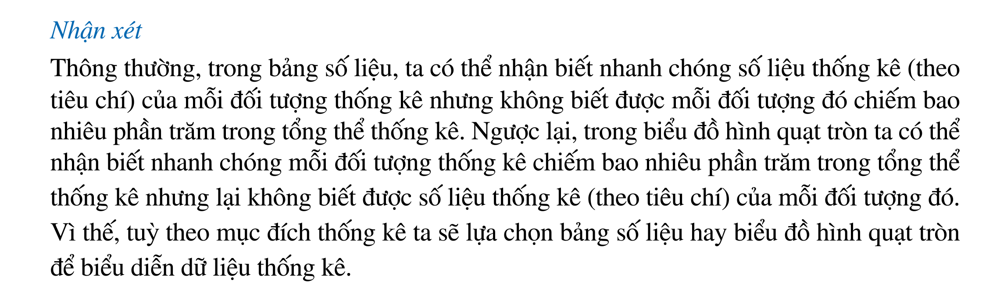 Nhận xét
Thông thường, trong bảng số liệu, ta có thể nhận biết nhanh chóng số liệu thống kê (theo
tiêu chí) của mỗi đối tượng thống kê nhưng không biết được mỗi đối tượng đó chiếm bao
nhiêu phần trăm trong tổng thể thống kê. Ngược lại, trong biểu đồ hình quạt tròn ta có thể
nhận biết nhanh chóng mỗi đối tượng thống kê chiếm bao nhiêu phần trăm trong tổng thể
thống kê nhưng lại không biết được số liệu thống kê (theo tiêu chí) của mỗi đối tượng đó.
Vì thế, tuỳ theo mục đích thống kê ta sẽ lựa chọn bảng số liệu hay biểu đồ hình quạt tròn
để biểu diễn dữ liệu thống kê.